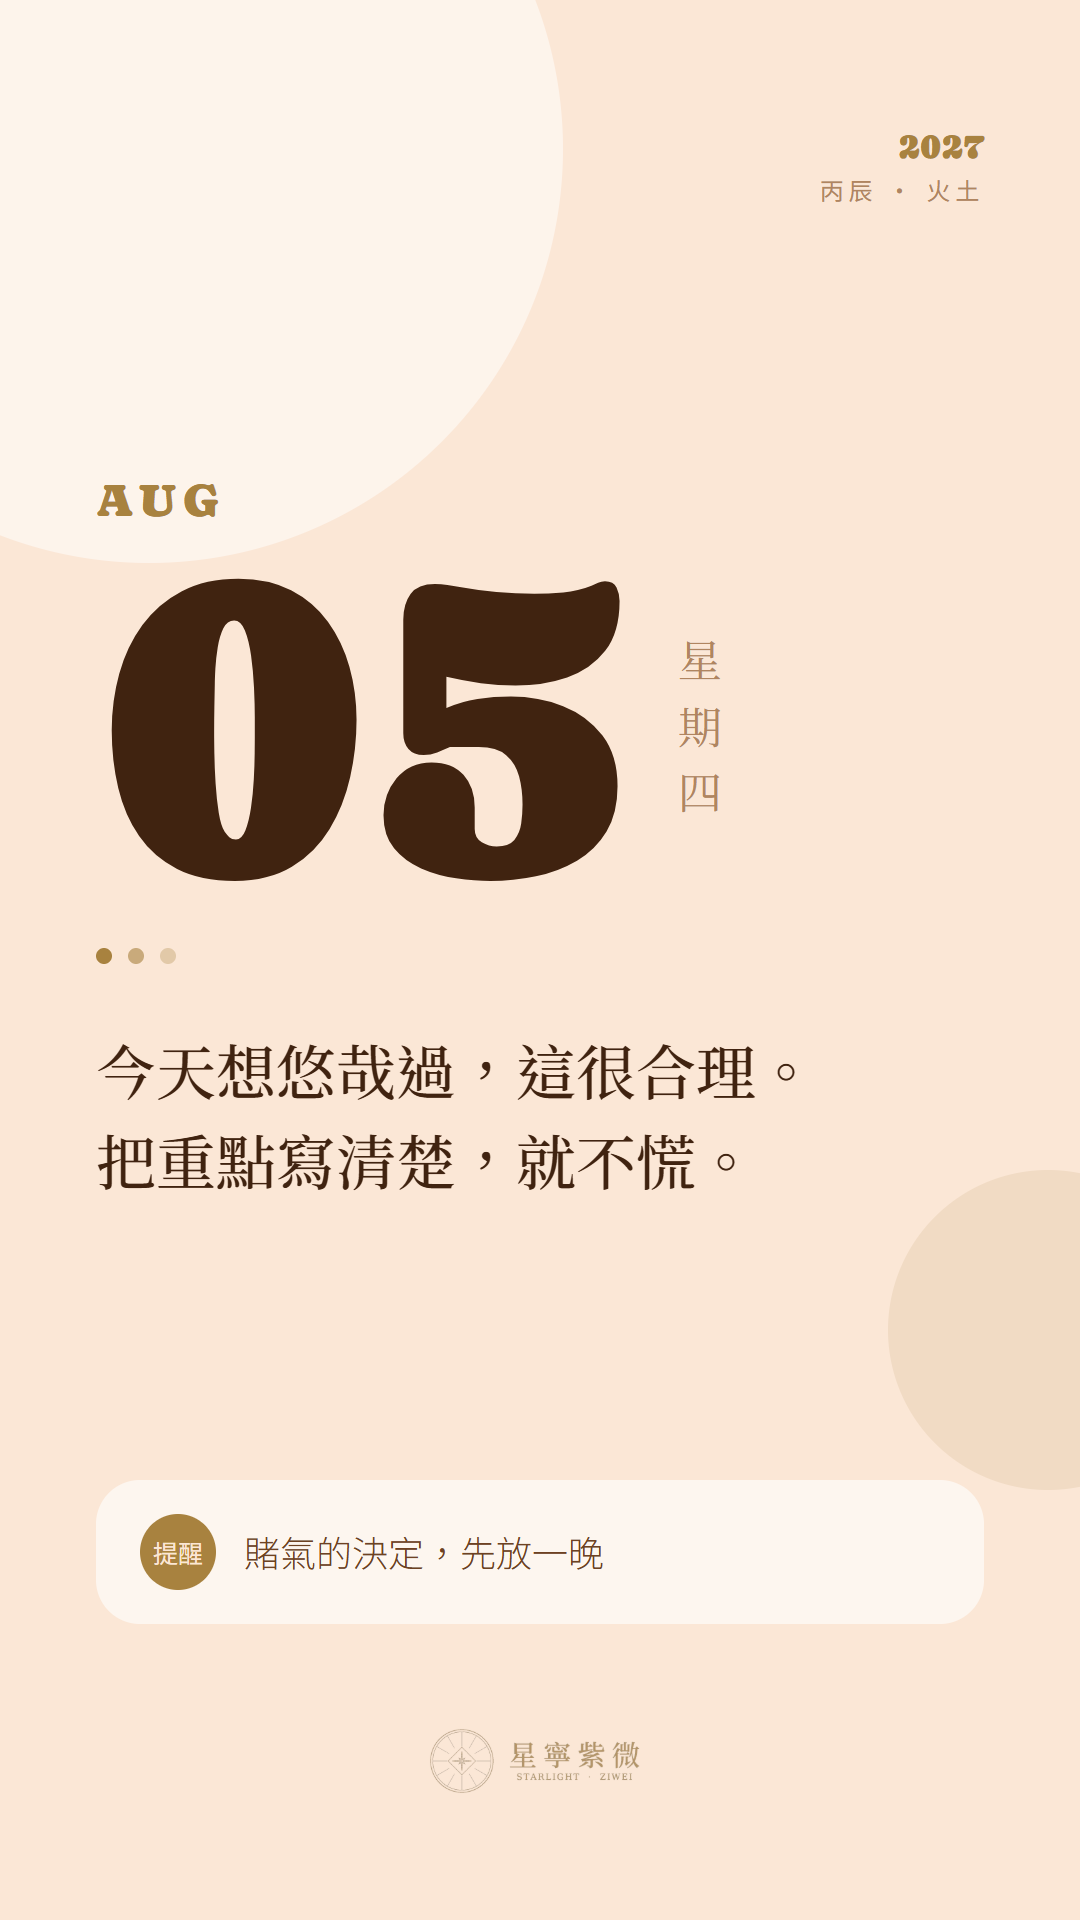 2027
丙辰 · 火土
AUG
05
星期四
今天想悠哉過，這很合理。
把重點寫清楚，就不慌。
提醒 賭氣的決定，先放一晚
星寧紫微
STARLIGHT · ZIWEI